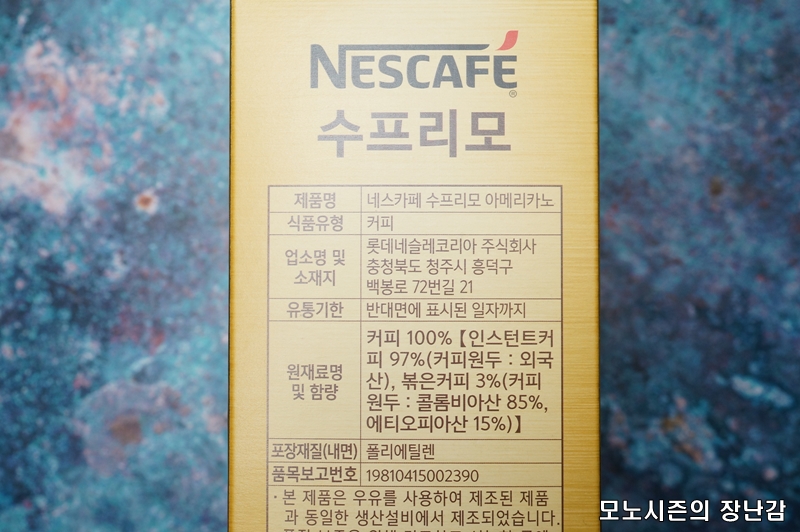 NESCAFÉ
수프리모
제품명 네스카페 수프리모 아메리카노
식품유형 커피
업소명 및 소재지 롯데네슬레코리아 주식회사
충청북도 청주시 흥덕구
백봉로 72번길 21
유통기한 반대면에 표시된 일자까지
원재료명 및 함량 커피 100%【인스턴트커
피 97%(커피원두 : 외국
산), 볶은커피 3%(커피
원두 : 콜롬비아산 85%,
에티오피아산 15%)】
포장재질(내면) 폴리에틸렌
품목보고번호 19810415002390
· 본 제품은 우유를 사용하여 제조된 제품
과 동일한 생산설비에서 제조되었습니다.
모노시즌의 장난감